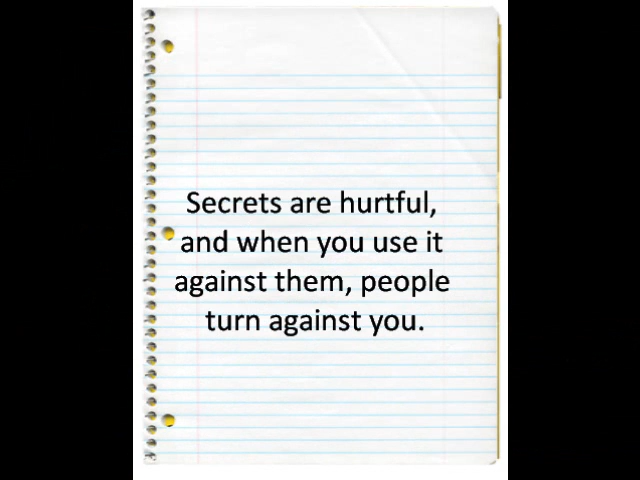 Secrets are hurtful,
and when you use it
against them, people
turn against you.